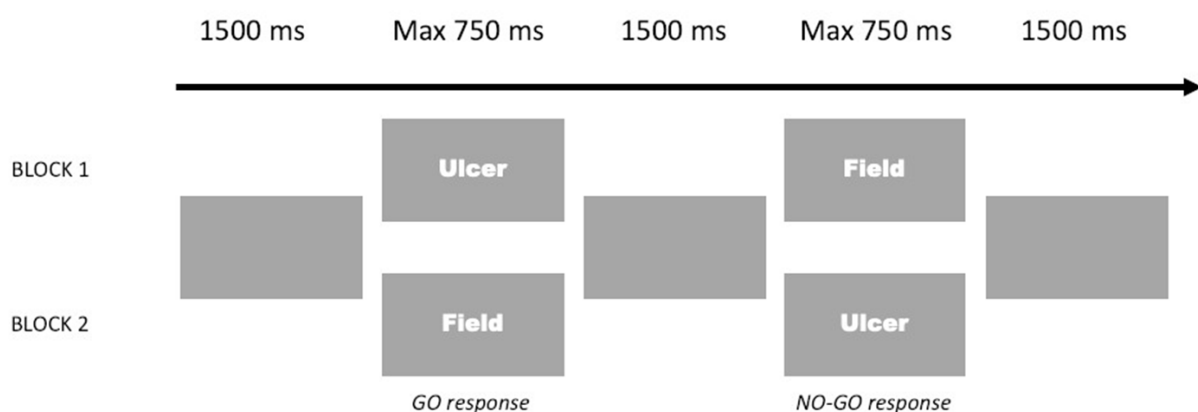 1500 ms Max 750 ms 1500 ms Max 750 ms 1500 ms
BLOCK 1 Ulcer Field
BLOCK 2 Field Ulcer
GO response NO-GO response